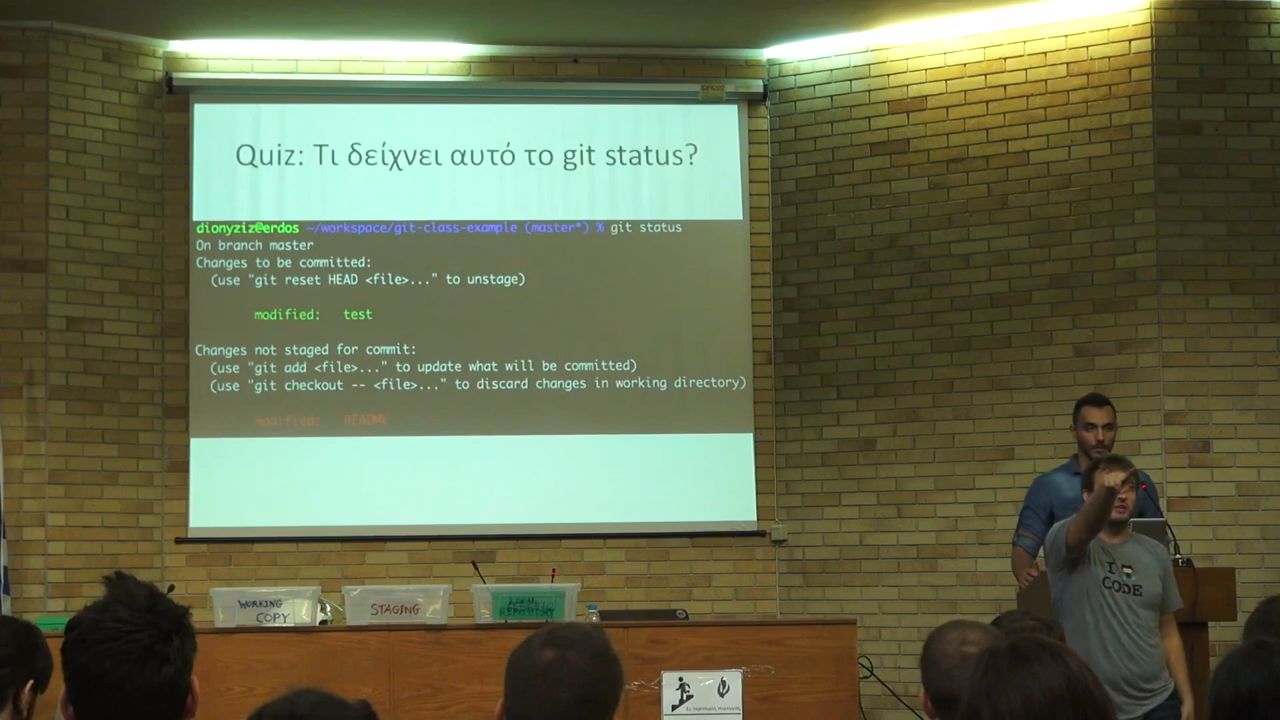 Quiz: Τι δείχνει αυτό το git status?
dionyziz@erdos ~/workspace/git-class-example (master*) % git status
On branch master
Changes to be committed:
(use "git reset HEAD <file>..." to unstage)
modified: test
Changes not staged for commit:
(use "git add <file>..." to update what will be committed)
(use "git checkout -- <file>..." to discard changes in working directory)
modified: README
WORKING
COPY
STAGING
REPOSITORY
I
CODE